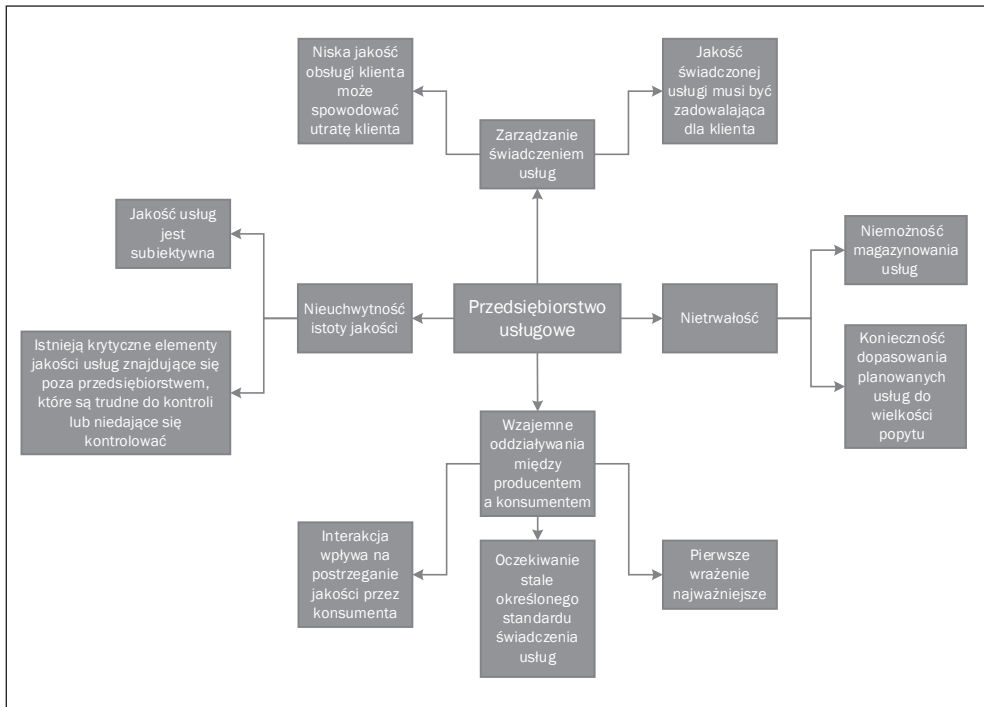 Niska jakość
obsługi klienta
może
spowodować
utratę klienta
Jakość
świadczonej
usługi musi być
zadowalająca
dla klienta
Zarządzanie
świadczeniem
usług
Jakość usług
jest
subiektywna
Niemożność
magazynowania
usług
Nieuchwytność
istoty jakości
Przedsiębiorstwo
usługowe
Nietrwałość
Istnieją krytyczne elementy
jakości usług znajdujące się
poza przedsiębiorstwem,
które są trudne do kontroli
lub niedające się
kontrolować
Konieczność
dopasowania
planowanych
usług do
wielkości
popytu
Wzajemne
oddziaływania
między
producentem
a konsumentem
Interakcja
wpływa na
postrzeganie
jakości przez
konsumenta
Oczekiwanie
stale
określonego
standardu
świadczenia
usług
Pierwsze
wrażenie
najważniejsze